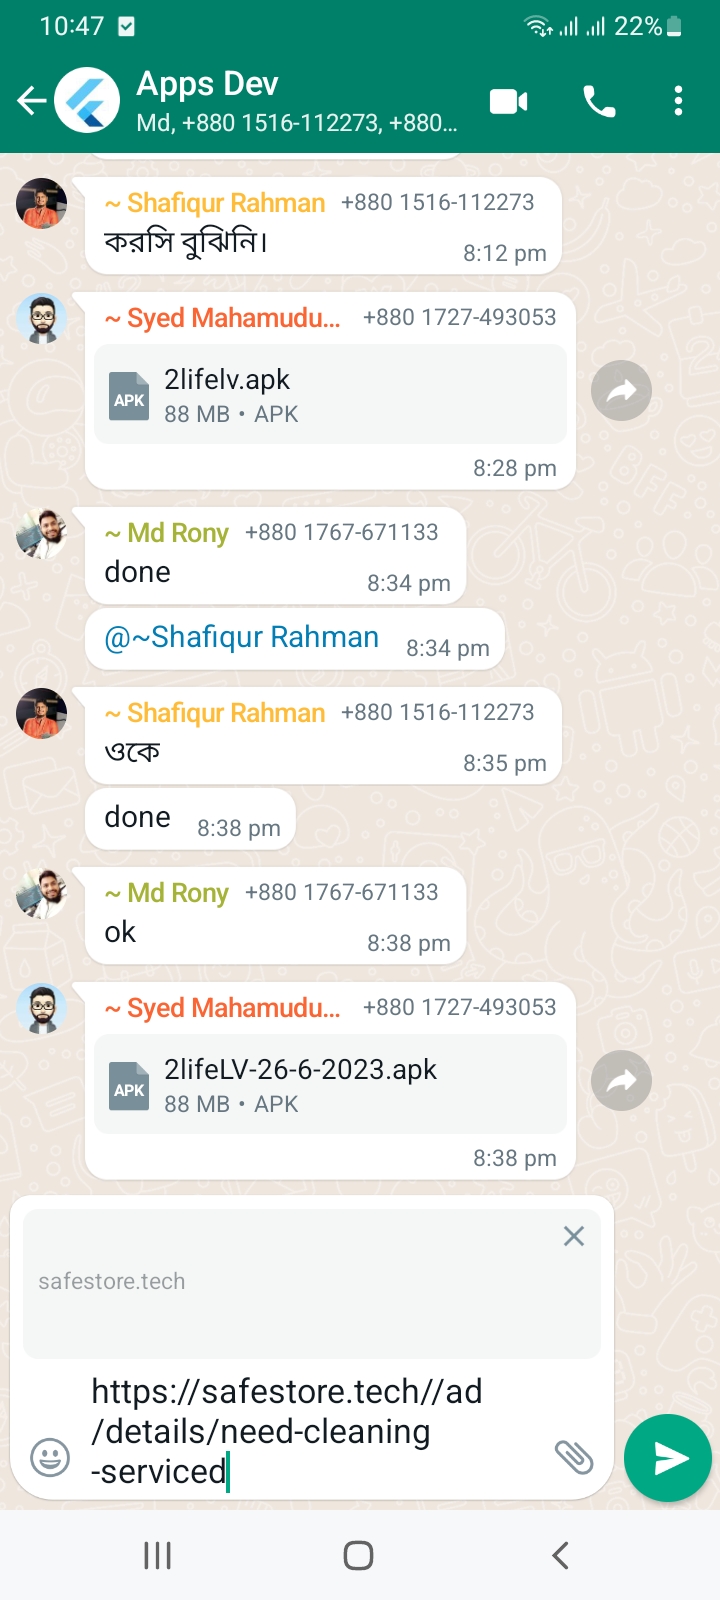 10:47
22%
Apps Dev
Md, +880 1516-112273, +880...
~ Shafiqur Rahman +880 1516-112273
করসি বুঝিনি।
8:12 pm
~ Syed Mahamudu... +880 1727-493053
2lifelv.apk
APK
88 MB • APK
8:28 pm
~ Md Rony +880 1767-671133
done
8:34 pm
@~Shafiqur Rahman 8:34 pm
~ Shafiqur Rahman +880 1516-112273
ওকে
8:35 pm
done 8:38 pm
~ Md Rony +880 1767-671133
ok
8:38 pm
~ Syed Mahamudu... +880 1727-493053
2lifeLV-26-6-2023.apk
APK
88 MB • APK
8:38 pm
safestore.tech
https://safestore.tech//ad
/details/need-cleaning
-serviced